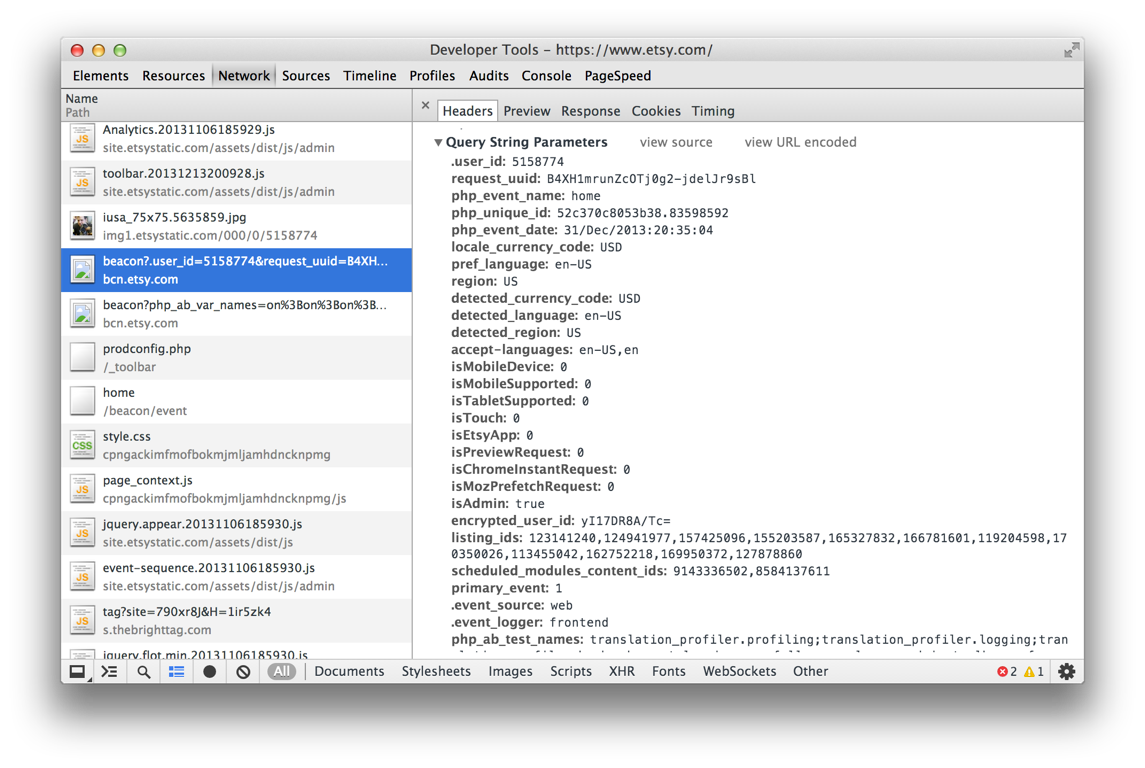 Developer Tools – https://www.etsy.com/
Elements Resources Network Sources Timeline Profiles Audits Console PageSpeed
Name
Path
Analytics.20131106185929.js
site.etsystatic.com/assets/dist/js/admin
toolbar.20131213200928.js
site.etsystatic.com/assets/dist/js/admin
iusa_75x75.5635859.jpg
img1.etsystatic.com/000/0/5158774
beacon?.user_id=5158774&request_uuid=B4XH...
bcn.etsy.com
beacon?php_ab_var_names=on%3Bon%3Bon%3B...
bcn.etsy.com
prodconfig.php
/_toolbar
home
/beacon/event
style.css
cpngackimfmofbokmjmljamhdncknpmg
page_context.js
cpngackimfmofbokmjmljamhdncknpmg/js
jquery.appear.20131106185930.js
site.etsystatic.com/assets/dist/js
event-sequence.20131106185930.js
site.etsystatic.com/assets/dist/js/admin
tag?site=790xr8J&H=1ir5zk4
s.thebrighttag.com
jquery.flot.min.20131106185930.js
× Headers Preview Response Cookies Timing
Query String Parameters view source view URL encoded
.user_id: 5158774
request_uuid: B4XH1mrunZcOTj0g2-jdelJr9sBl
php_event_name: home
php_unique_id: 52c370c8053b38.83598592
php_event_date: 31/Dec/2013:20:35:04
locale_currency_code: USD
pref_language: en-US
region: US
detected_currency_code: USD
detected_language: en-US
detected_region: US
accept-languages: en-US,en
isMobileDevice: 0
isMobileSupported: 0
isTabletSupported: 0
isTouch: 0
isEtsyApp: 0
isPreviewRequest: 0
isChromeInstantRequest: 0
isMozPrefetchRequest: 0
isAdmin: true
encrypted_user_id: yI17DR8A/Tc=
listing_ids: 123141240,124941977,157425096,155203587,165327832,166781601,119204598,17
0350026,113455042,162752218,169950372,127878860
scheduled_modules_content_ids: 9143336502,8584137611
primary_event: 1
.event_source: web
.event_logger: frontend
php_ab_test_names: translation_profiler.profiling;translation_profiler.logging;tran
All Documents Stylesheets Images Scripts XHR Fonts WebSockets Other 2 1